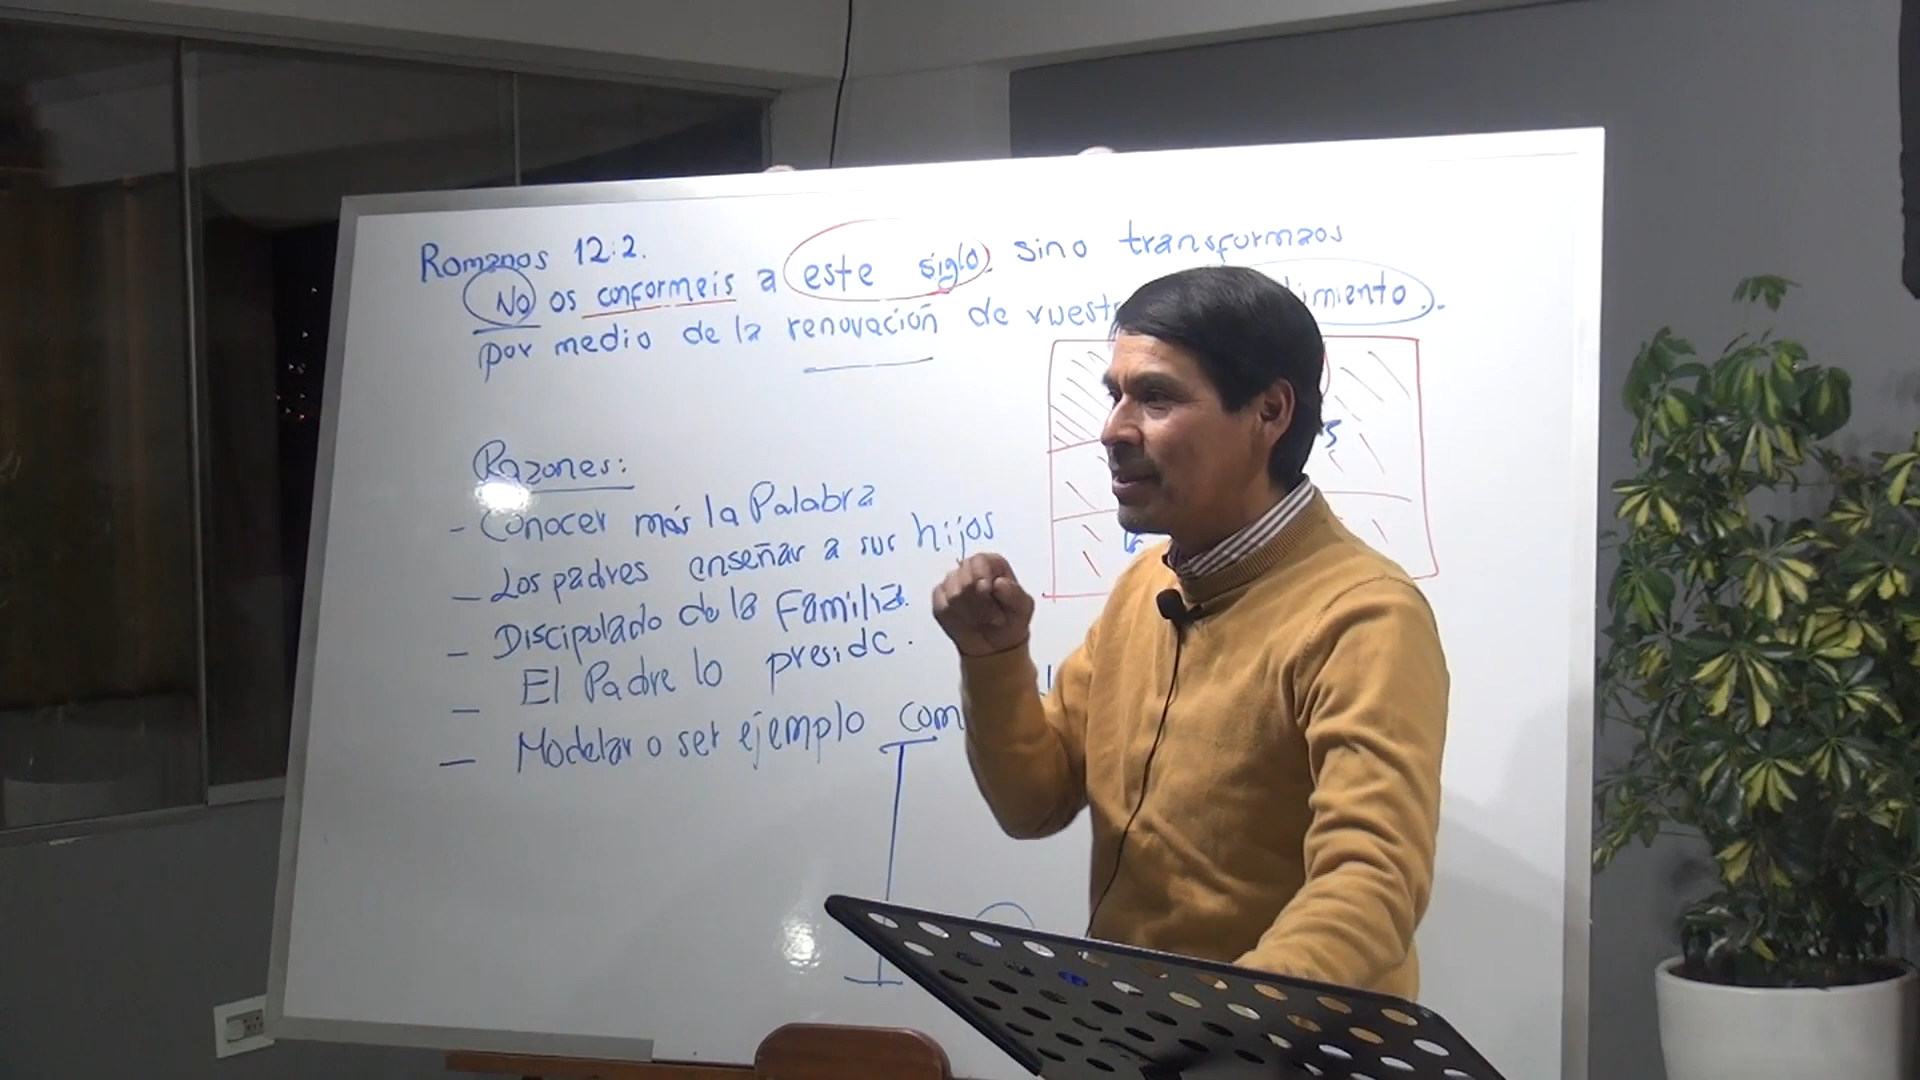 Romanos 12:2.
No os conformeis a este siglo, sino transformaos
por medio de la renovación de vuestr
Razones:
- Conocer más la Palabra
- Los padres enseñar a sus hijos
- Discipulado de la Familia.
- El Padre lo preside.
- Modelar o ser ejemplo com